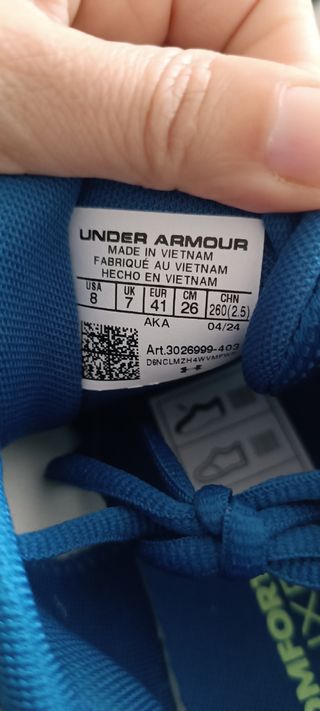 UNDER ARMOUR
MADE IN VIETNAM
FABRIQUÉ AU VIETNAM
HECHO EN VIETNAM
USA UK EUR CM CHN
8 7 41 26 260(2.5)
AKA 04/24
Art.3026999-403